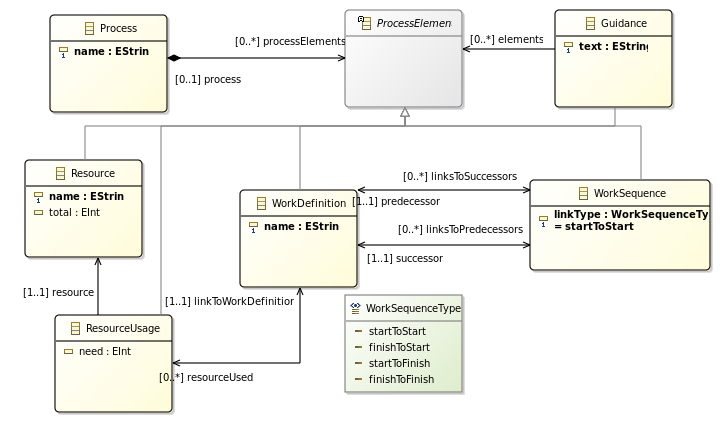 Process
name : EStrin
[0..*] processElements
[0..1] process
ProcessElemen
[0..*] elements
Guidance
text : EString
Resource
name : EStrin
total : EInt
WorkDefinition
name : EStrin
[0..*] linksToSuccessors
[1..1] predecessor
[0..*] linksToPredecessors
[1..1] successor
WorkSequence
linkType : WorkSequenceTy
= startToStart
[1..1] resource
[1..1] linkToWorkDefinitior
ResourceUsage
need : EInt
[0..*] resourceUsed
WorkSequenceType
startToStart
finishToStart
startToFinish
finishToFinish